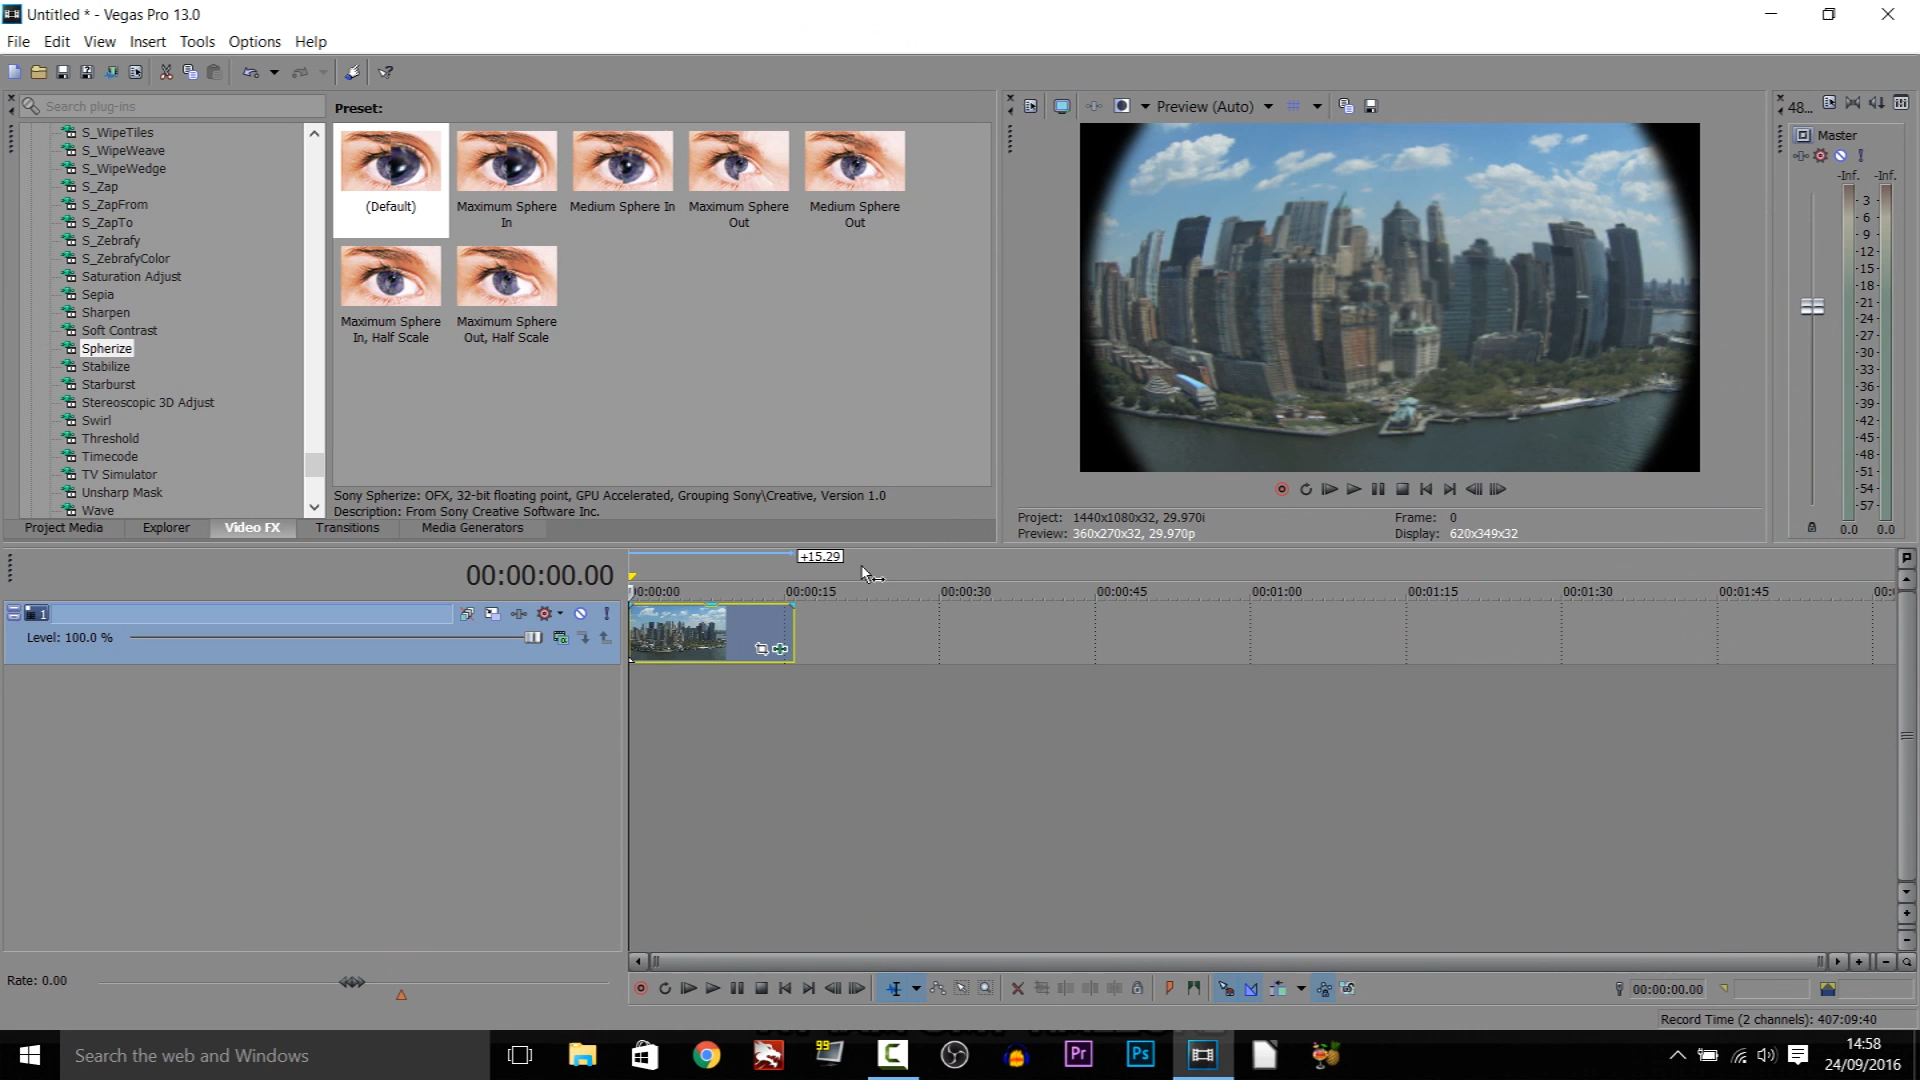 Untitled * - Vegas Pro 13.0
File Edit View Insert Tools Options Help
Search plug-ins
S_WipeTiles
S_WipeWeave
S_WipeWedge
S_Zap
S_ZapFrom
S_ZapTo
S_Zebrafy
S_ZebrafyColor
Saturation Adjust
Sepia
Sharpen
Soft Contrast
Spherize
Stabilize
Starburst
Stereoscopic 3D Adjust
Swirl
Threshold
Timecode
TV Simulator
Unsharp Mask
Wave
Preset:
(Default)
Maximum Sphere In
Medium Sphere In
Maximum Sphere Out
Medium Sphere Out
Maximum Sphere In, Half Scale
Maximum Sphere Out, Half Scale
Sony Spherize: OFX, 32-bit floating point, GPU Accelerated, Grouping Sony\Creative, Version 1.0
Description: From Sony Creative Software Inc.
Project Media Explorer Video FX Transitions Media Generators
Preview (Auto)
Project: 1440x1080x32, 29.970i
Preview: 360x270x32, 29.970p
Frame: 0
Display: 620x349x32
48...
Master
-Inf. -Inf.
3
6
9
12
15
18
21
24
27
30
33
36
39
42
45
48
51
54
57
0.0 0.0
00:00:00.00
+15.29
00:00:15 00:00:30 00:00:45 00:01:00 00:01:15 00:01:30 00:01:45
1
Level: 100.0 %
Rate: 0.00
00:00:00.00
Record Time (2 channels): 407:09:40
Search the web and Windows
99
Pr
Ps
14:58
24/09/2016